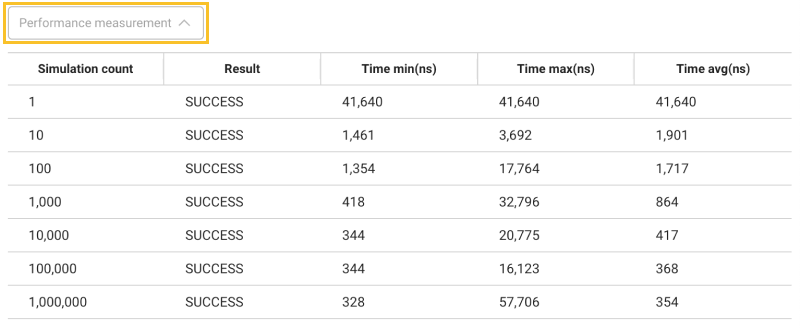 Performance measurement
Simulation count Result Time min(ns) Time max(ns) Time avg(ns)
1 SUCCESS 41,640 41,640 41,640
10 SUCCESS 1,461 3,692 1,901
100 SUCCESS 1,354 17,764 1,717
1,000 SUCCESS 418 32,796 864
10,000 SUCCESS 344 20,775 417
100,000 SUCCESS 344 16,123 368
1,000,000 SUCCESS 328 57,706 354